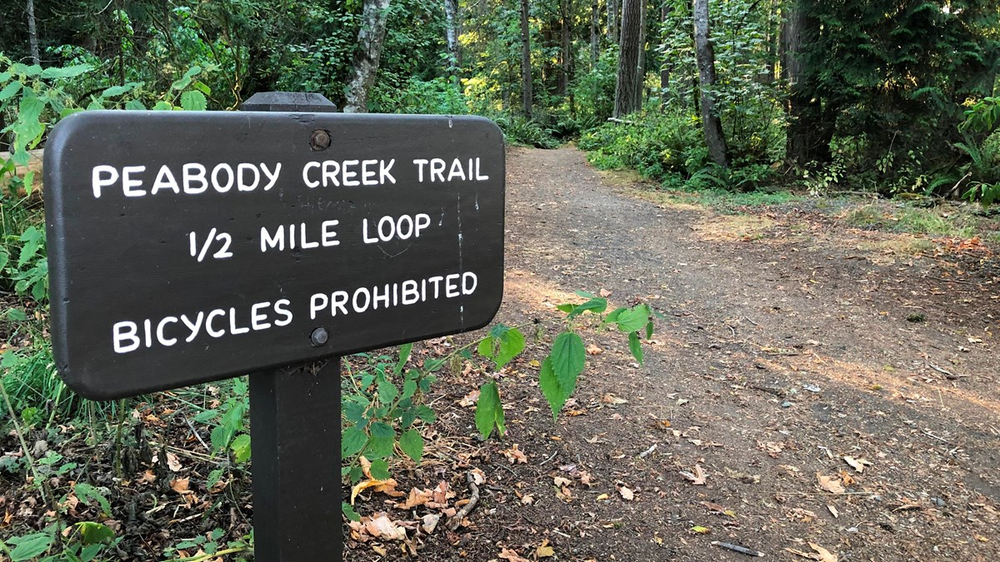 PEABODY CREEK TRAIL
1/2 MILE LOOP
BICYCLES PROHIBITED